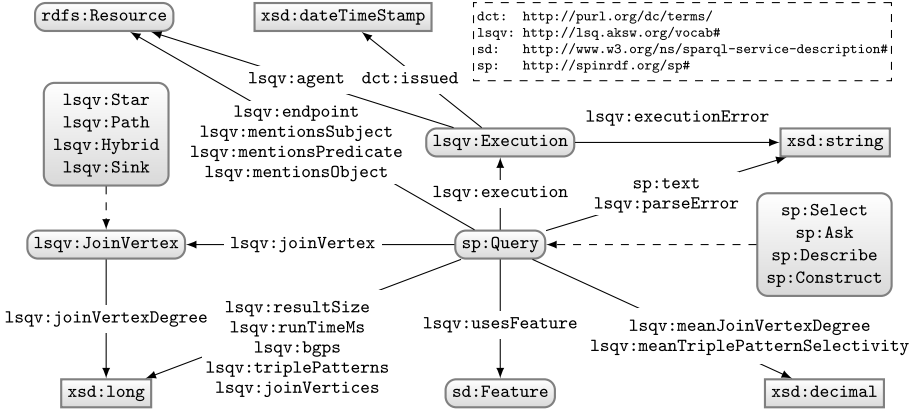 rdfs:Resource
xsd:dateTimeStamp
dct: http://purl.org/dc/terms/
lsqv: http://lsq.aksw.org/vocab#
sd: http://www.w3.org/ns/sparql-service-description#
sp: http://spinrdf.org/sp#
lsqv:agent
dct:issued
lsqv:Star
lsqv:Path
lsqv:Hybrid
lsqv:Sink
lsqv:endpoint
lsqv:mentionsSubject
lsqv:mentionsPredicate
lsqv:mentionsObject
lsqv:Execution
lsqv:executionError
xsd:string
lsqv:execution
sp:text
lsqv:parseError
sp:Select
sp:Ask
sp:Describe
sp:Construct
lsqv:JoinVertex
lsqv:joinVertex
sp:Query
lsqv:joinVertexDegree
lsqv:resultSize
lsqv:runTimeMs
lsqv:bgps
lsqv:triplePatterns
lsqv:joinVertices
lsqv:usesFeature
lsqv:meanJoinVertexDegree
lsqv:meanTriplePatternSelectivity
xsd:long
sd:Feature
xsd:decimal